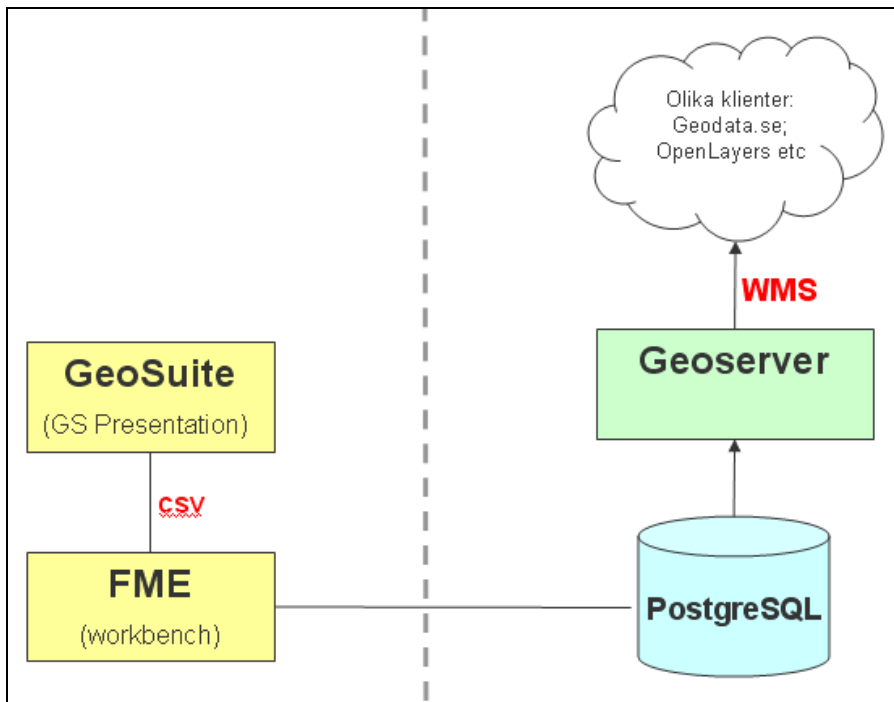 Olika klienter:
Geodata.se;
OpenLayers etc
WMS
Geoserver
GeoSuite
(GS Presentation)
csv
FME
(workbench)
PostgreSQL